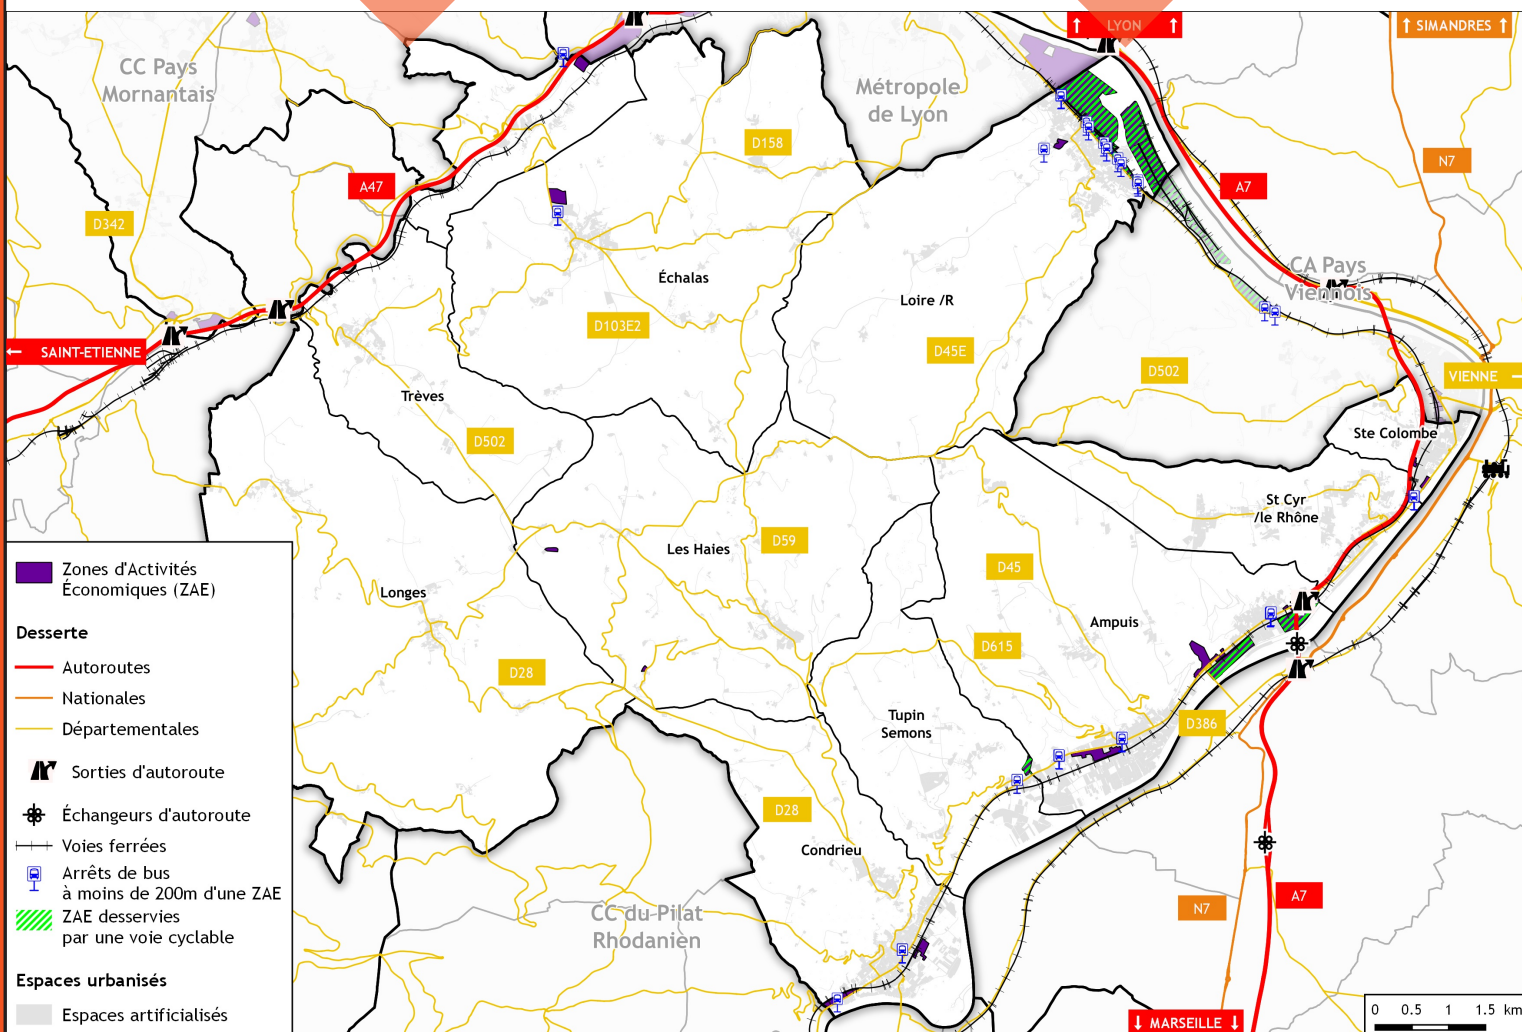 LYON
SIMANDRES
CC Pays
Mornantais
Métropole
de Lyon
D158
N7
A47
A7
D342
CA Pays
Viennois
Échalas
Loire /R
D103E2
SAINT-ETIENNE
D45E
D502
VIENNE
Trèves
D502
Ste Colombe
St Cyr
/le Rhône
D59
Les Haies
D45
Longes
Ampuis
D615
D28
Tupin
Semons
D386
D28
Condrieu
CC du Pilat
Rhodanien
N7
A7
MARSEILLE
0 0.5 1 1.5 km
Zones d'Activités
Économiques (ZAE)
Desserte
Autoroutes
Nationales
Départementales
Sorties d'autoroute
Échangeurs d'autoroute
Voies ferrées
Arrêts de bus
à moins de 200m d'une ZAE
ZAE desservies
par une voie cyclable
Espaces urbanisés
Espaces artificialisés